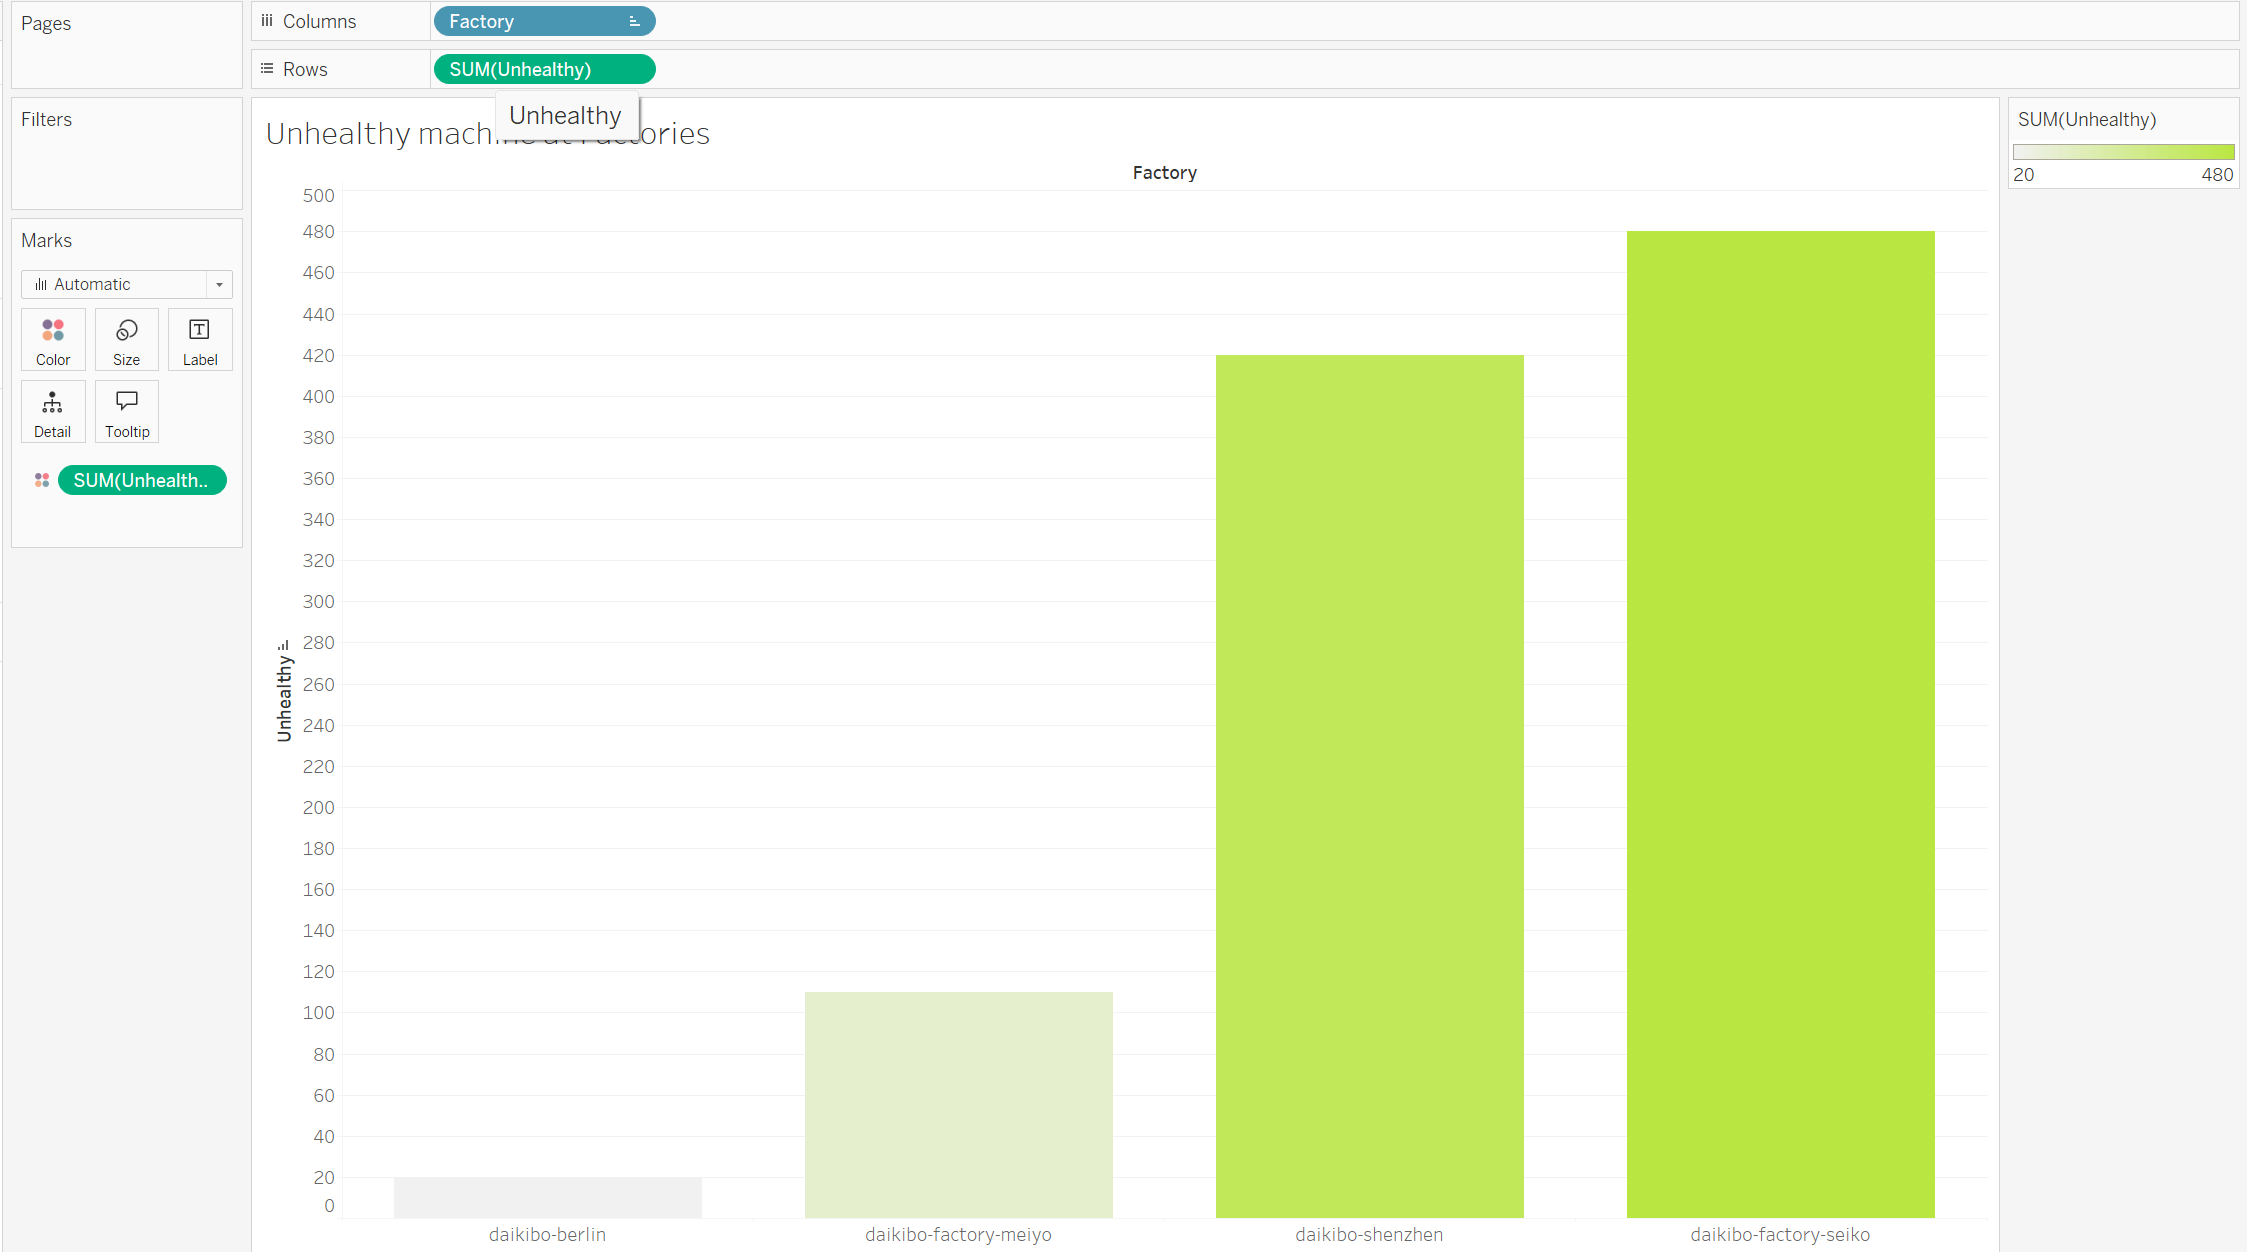 Pages
Columns
Factory
Rows
SUM(Unhealthy)
Filters
Unhealthy
Unhealthy factories
SUM(Unhealthy)
20
480
Marks
Automatic
Color
Size
Label
Detail
Tooltip
SUM(Unhealth..
Factory
Unhealthy
500
480
460
440
420
400
380
360
340
320
300
280
260
240
220
200
180
160
140
120
100
80
60
40
20
0
daikibo-berlin
daikibo-factory-meiyo
daikibo-shenzhen
daikibo-factory-seiko